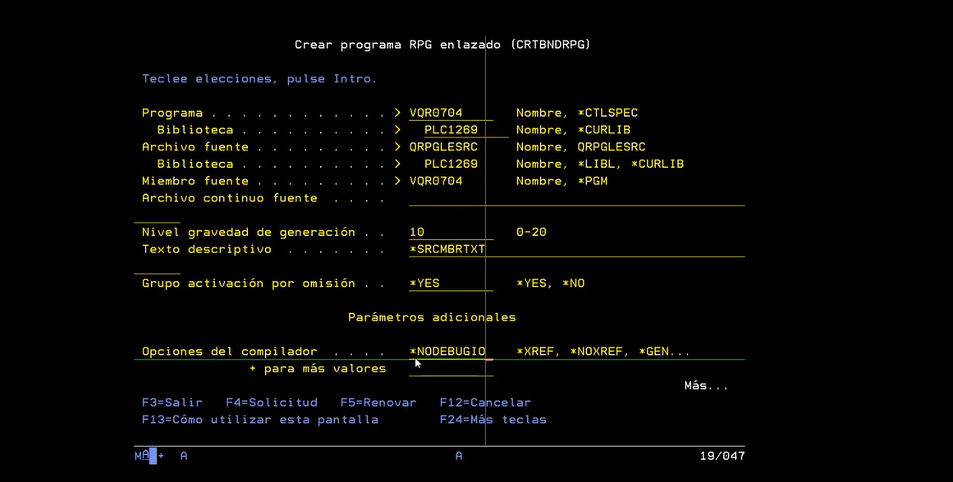 Crear programa RPG enlazado (CRTBNDRPG)
Teclee elecciones, pulse Intro.
Programa . . . . . . . . . . . . > VQR0704 Nombre, *CTLSPEC
Biblioteca . . . . . . . . . . > PLC1269 Nombre, *CURLIB
Archivo fuente . . . . . . . . . > QRPGLESRC Nombre, QRPGLESRC
Biblioteca . . . . . . . . . . > PLC1269 Nombre, *LIBL, *CURLIB
Miembro fuente . . . . . . . . . > VQR0704 Nombre, *PGM
Archivo continuo fuente . . . .
Nivel gravedad de generación . . 10 0-20
Texto descriptivo . . . . . . . *SRCMBRTXT
Grupo activación por omisión . . *YES *YES, *NO
Parámetros adicionales
Opciones del compilador . . . . *NODEBUGIO *XREF, *NOXREF, *GEN...
+ para más valores
Más...
F3=Salir F4=Solicitud F5=Renovar F12=Cancelar
F13=Cómo utilizar esta pantalla F24=Más teclas
MA + A A 19/047